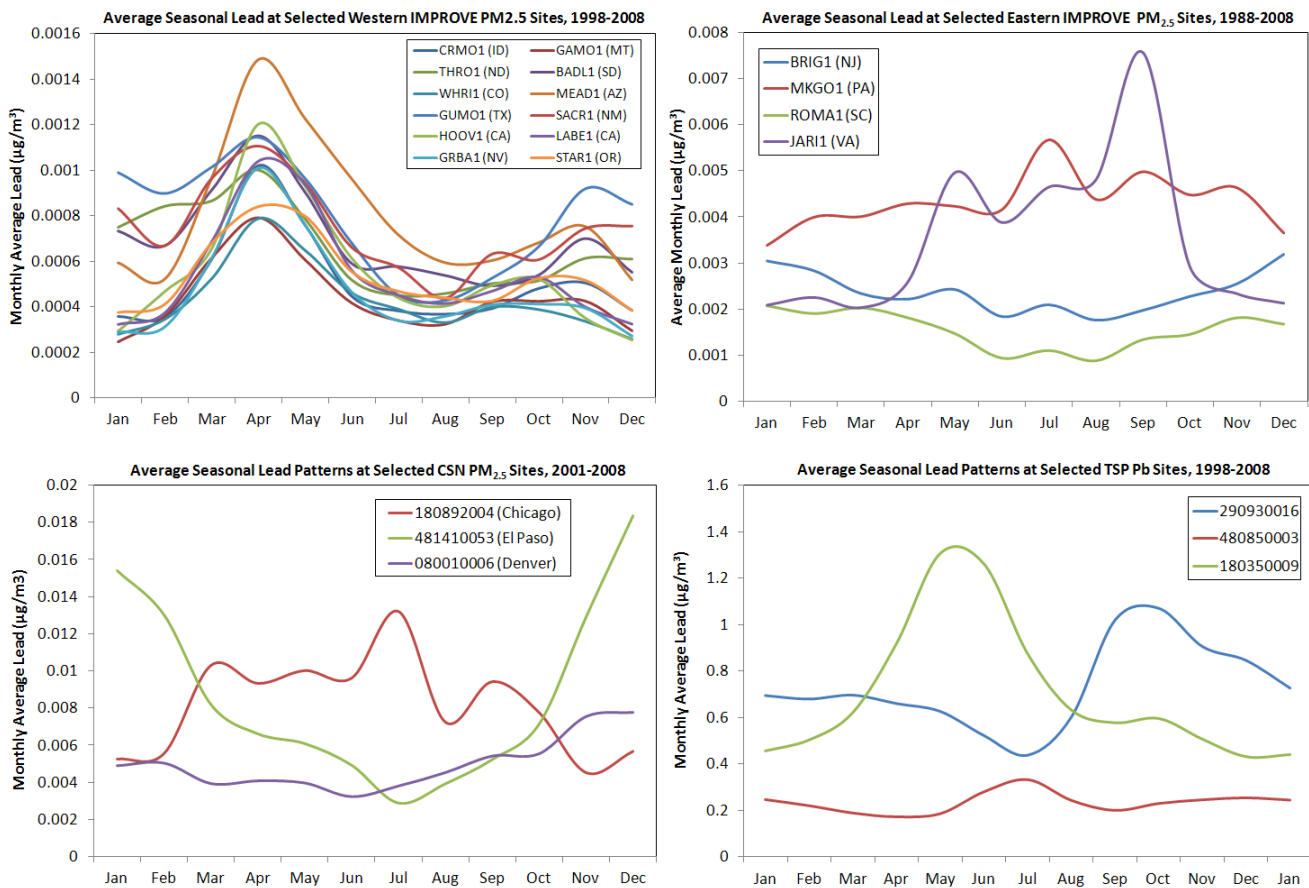 Average Seasonal Lead at Selected Western IMPROVE PM2.5 Sites, 1998-2008
Monthly Average Lead (µg/m³)
0.0016
0.0014
0.0012
0.001
0.0008
0.0006
0.0004
0.0002
0
CRMO1 (ID) GAMO1 (MT)
THRO1 (ND) BADL1 (SD)
WHRI1 (CO) MEAD1 (AZ)
GUMO1 (TX) SACR1 (NM)
HOOV1 (CA) LABE1 (CA)
GRBA1 (NV) STAR1 (OR)
Jan Feb Mar Apr May Jun Jul Aug Sep Oct Nov Dec
Average Seasonal Lead at Selected Eastern IMPROVE PM2.5 Sites, 1988-2008
Average Monthly Lead (µg/m³)
0.008
0.007
0.006
0.005
0.004
0.003
0.002
0.001
0
BRIG1 (NJ)
MKGO1 (PA)
ROMA1 (SC)
JARI1 (VA)
Jan Feb Mar Apr May Jun Jul Aug Sep Oct Nov Dec
Average Seasonal Lead Patterns at Selected CSN PM2.5 Sites, 2001-2008
Monthly Average Lead (µg/m3)
0.02
0.018
0.016
0.014
0.012
0.01
0.008
0.006
0.004
0.002
0
180892004 (Chicago)
481410053 (El Paso)
080010006 (Denver)
Jan Feb Mar Apr May Jun Jul Aug Sep Oct Nov Dec
Average Seasonal Lead Patterns at Selected TSP Pb Sites, 1998-2008
Monthly Average Lead (µg/m³)
1.6
1.4
1.2
1
0.8
0.6
0.4
0.2
0
290930016
480850003
180350009
Jan Feb Mar Apr May Jun Jul Aug Sep Oct Nov Dec Jan